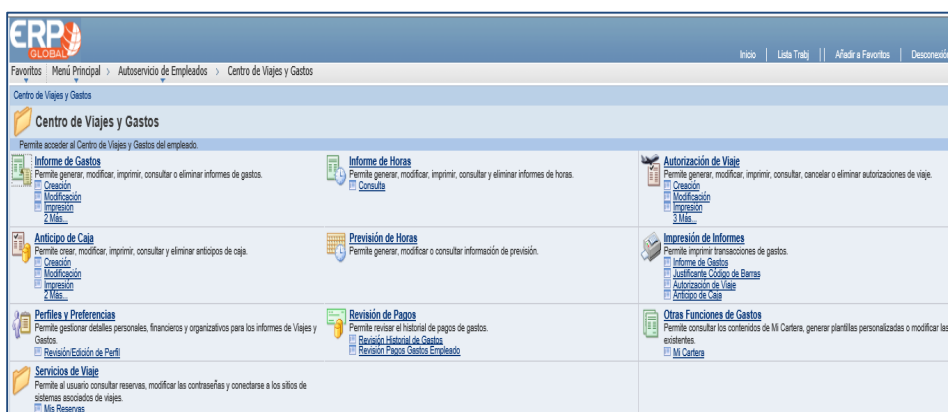 ERP
GLOBAL
Inicio | Lista Trabj || Añadir a Favoritos | Desconexión
Favoritos Menú Principal > Autoservicio de Empleados > Centro de Viajes y Gastos
Centro de Viajes y Gastos
Centro de Viajes y Gastos
Permite acceder al Centro de Viajes y Gastos del empleado.
Informe de Gastos
Permite generar, modificar, imprimir, consultar o eliminar informes de gastos.
Creación
Modificación
Impresión
2 Más...
Informe de Horas
Permite generar, modificar, imprimir, consultar y eliminar informes de horas.
Consulta
Autorización de Viaje
Permite generar, modificar, imprimir, consultar, cancelar o eliminar autorizaciones de viaje.
Creación
Modificación
Impresión
3 Más...
Anticipo de Caja
Permite crear, modificar, imprimir, consultar y eliminar anticipos de caja.
Creación
Modificación
Impresión
2 Más...
Previsión de Horas
Permite generar, modificar o consultar información de previsión.
Impresión de Informes
Permite imprimir transacciones de gastos.
Informe de Gastos
Justificante Código de Barras
Autorización de Viaje
Anticipo de Caja
Perfiles y Preferencias
Permite gestionar detalles personales, financieros y organizativos para los informes de Viajes y
Gastos.
Revisión/Edición de Perfil
Revisión de Pagos
Permite revisar el historial de pagos de gastos.
Revisión Historial de Gastos
Revisión Pagos Gastos Empleado
Otras Funciones de Gastos
Permite consultar los contenidos de Mi Cartera, generar plantillas personalizadas o modificar las
existentes.
Mi Cartera
Servicios de Viaje
Permite al usuario consultar reservas, modificar las contraseñas y conectarse a los sitios de
sistemas asociados de viajes.
Mis Reservas